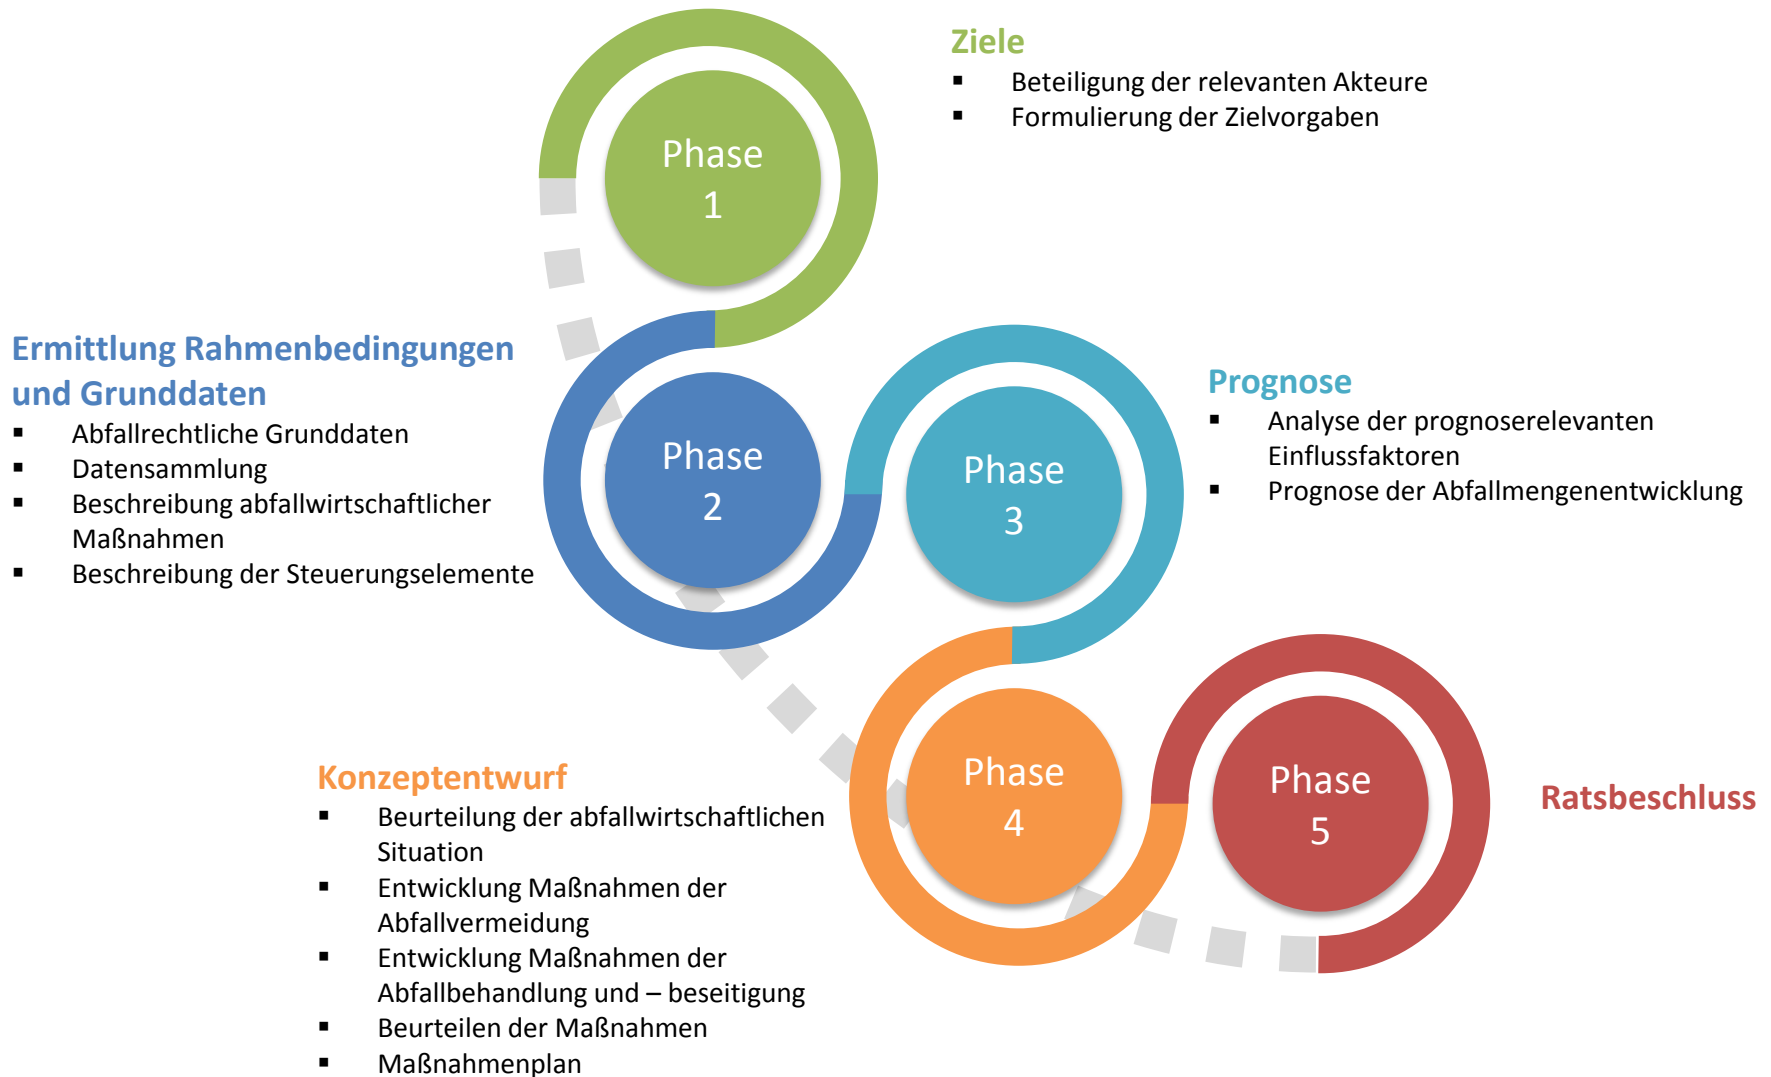 Ziele
▪ Beteiligung der relevanten Akteure
▪ Formulierung der Zielvorgaben
Phase
1
Ermittlung Rahmenbedingungen
und Grunddaten
▪ Abfallrechtliche Grunddaten
▪ Datensammlung
▪ Beschreibung abfallwirtschaftlicher
Maßnahmen
▪ Beschreibung der Steuerungselemente
Phase
2
Phase
3
Prognose
▪ Analyse der prognoserelevanten
Einflussfaktoren
▪ Prognose der Abfallmengenentwicklung
Konzeptentwurf
▪ Beurteilung der abfallwirtschaftlichen
Situation
▪ Entwicklung Maßnahmen der
Abfallvermeidung
▪ Entwicklung Maßnahmen der
Abfallbehandlung und – beseitigung
▪ Beurteilen der Maßnahmen
▪ Maßnahmenplan
Phase
4
Phase
5
Ratsbeschluss